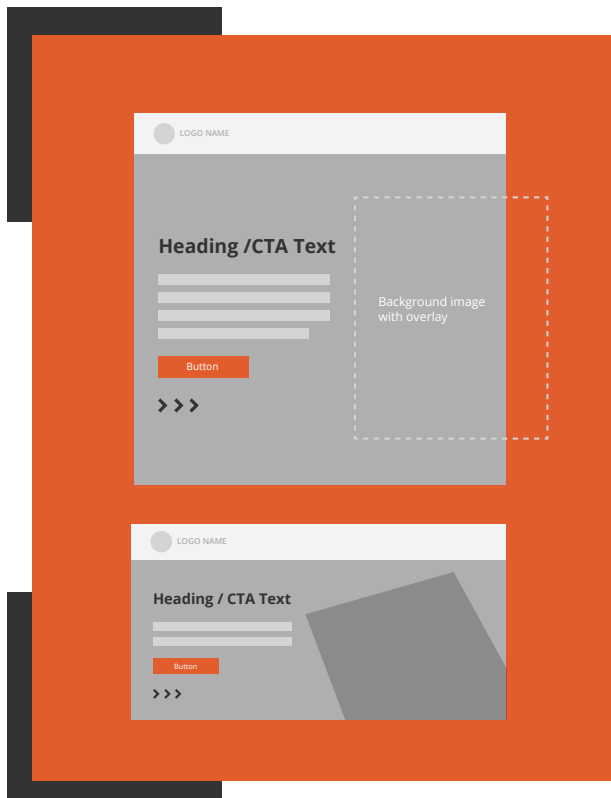 LOGO NAME
Heading /CTA Text
Background image
with overlay
Button
LOGO NAME
Heading / CTA Text
Button